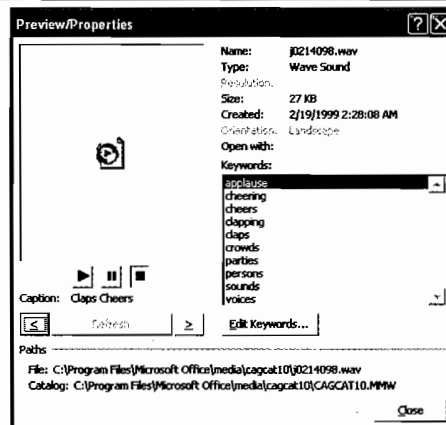 Preview/Properties
Name: j0214098.wav
Type: Wave Sound
Resolution:
Size: 27 KB
Created: 2/19/1999 2:28:08 AM
Orientation: Landscape
Open with:
Keywords:
applause
cheering
cheers
clapping
claps
crowds
parties
persons
sounds
voices
Caption: Claps Cheers
< Refresh >
Edit Keywords...
Paths
File: C:\Program Files\Microsoft Office\media\cagcat10\j0214098.wav
Catalog: C:\Program Files\Microsoft Office\media\cagcat10\CAGCAT10.MMW
Close